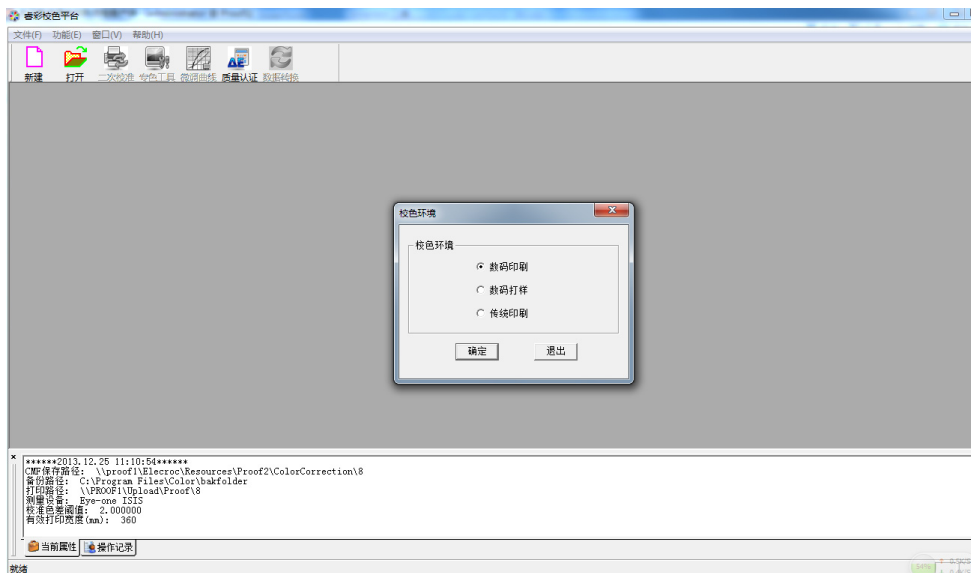 睿彩校色平台
文件(F) 功能(E) 窗口(V) 帮助(H)
新建 打开 二次校准 专色工具 微调曲线 质量认证 数据转换
校色环境
校色环境
数码印刷
数码打样
传统印刷
确定 退出
******2013.12.25 11:10:54******
CMF保存路径: \\proof1\Elecroc\Resources\Proof2\ColorCorrection\8
备份路径: C:\Program Files\Color\bakfolder
打印路径: \\PROOF1\Upload\Proof\8
测量设备: Eye-one ISIS
校准色差阈值: 2.000000
有效打印宽度(mm): 360
当前属性 操作记录
就绪
54%